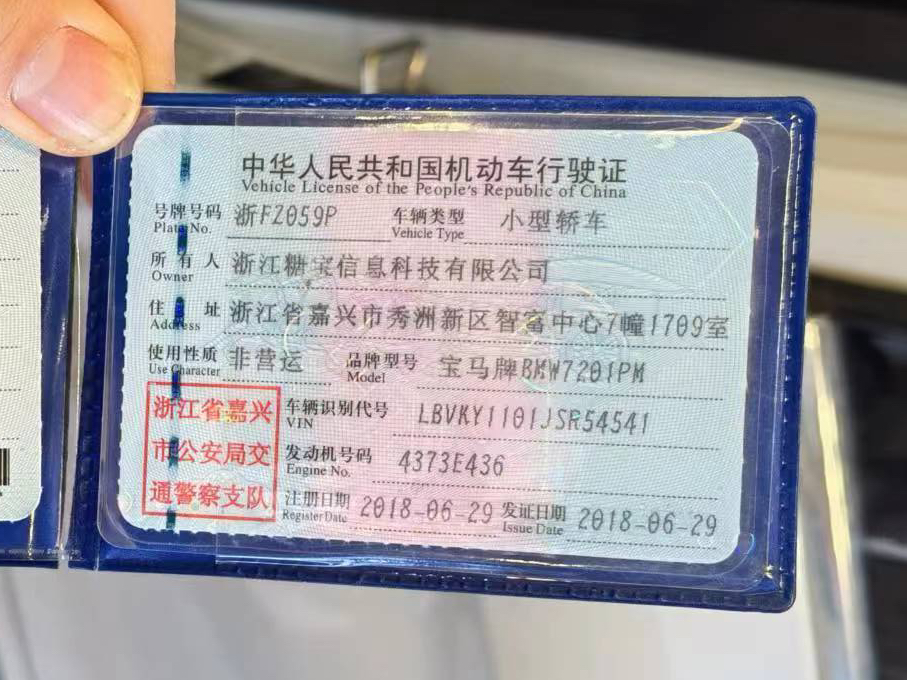 中华人民共和国机动车行驶证
Vehicle License of the People's Republic of China
号牌号码 浙FZ059P 车辆类型 小型轿车
Plate No. Vehicle Type
所有人 浙江糖宝信息科技有限公司
Owner
住址 浙江省嘉兴市秀洲新区智富中心7幢1709室
Address
使用性质 非营运 品牌型号 宝马牌BMW7201PM
Use Character Model
浙江省嘉兴
市公安局交
通警察支队
车辆识别代号 LBVKY1101JSR54541
VIN
发动机号码 4373E436
Engine No.
注册日期 2018-06-29 发证日期 2018-06-29
Register Date Issue Date